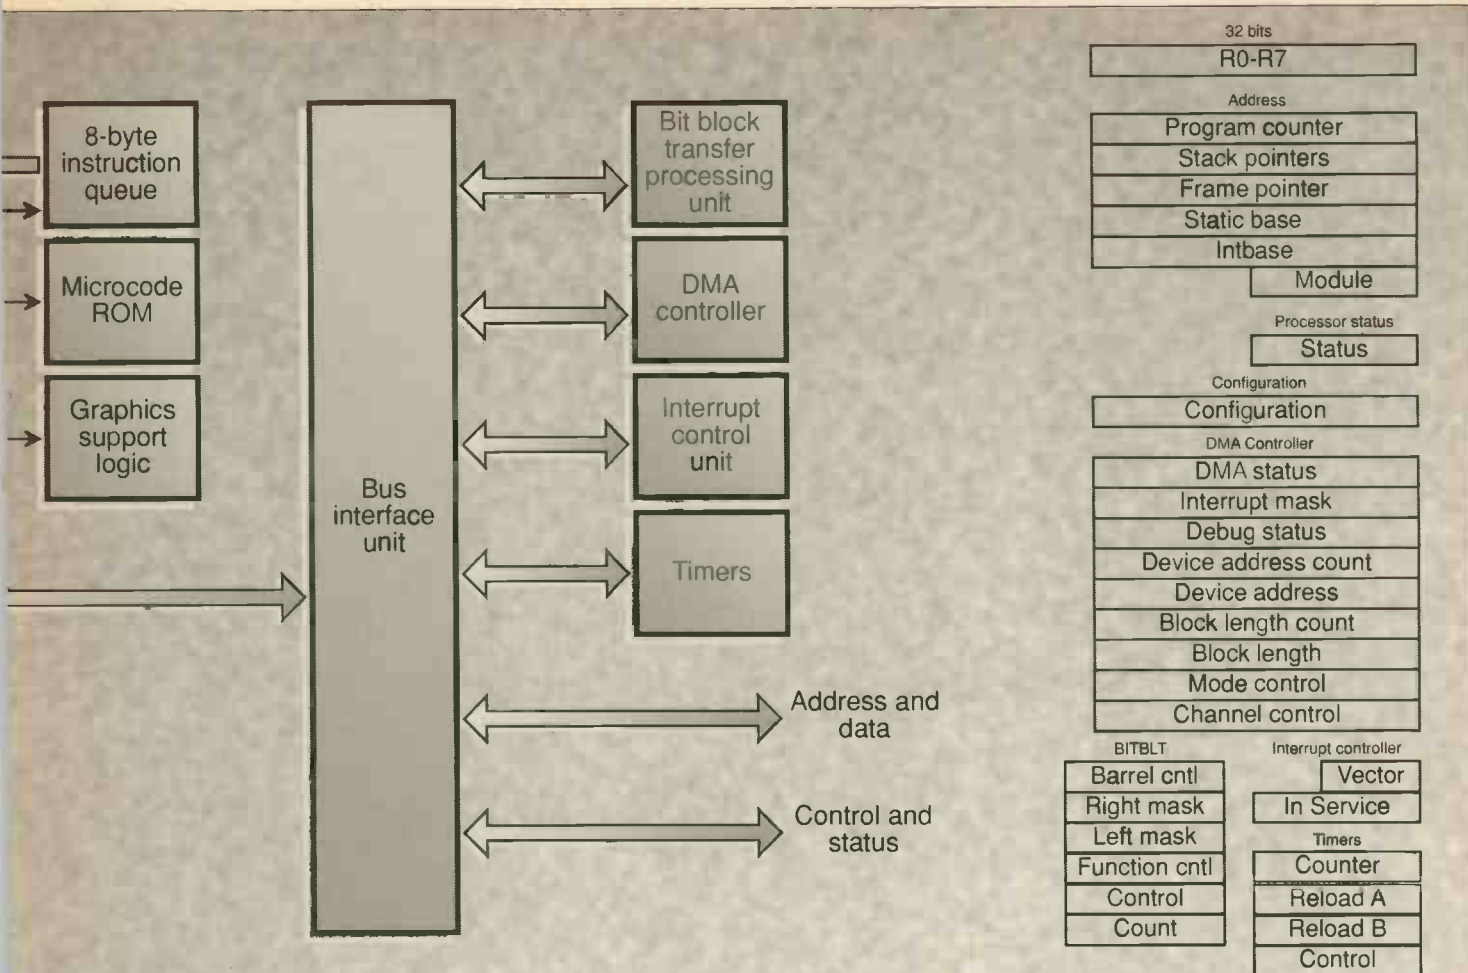 8-byte
instruction
queue
Microcode
ROM
Graphics
support
logic
Bus
interface
unit
Bit block
transfer
processing
unit
DMA
controller
Interrupt
control
unit
Timers
Address and
data
Control and
status
32 bits
R0-R7
Address
Program counter
Stack pointers
Frame pointer
Static base
Intbase
Module
Processor status
Status
Configuration
Configuration
DMA Controller
DMA status
Interrupt mask
Debug status
Device address count
Device address
Block length count
Block length
Mode control
Channel control
BITBLT
Barrel cntl
Right mask
Left mask
Function cntl
Control
Count
Interrupt controller
Vector
In Service
Timers
Counter
Reload A
Reload B
Control